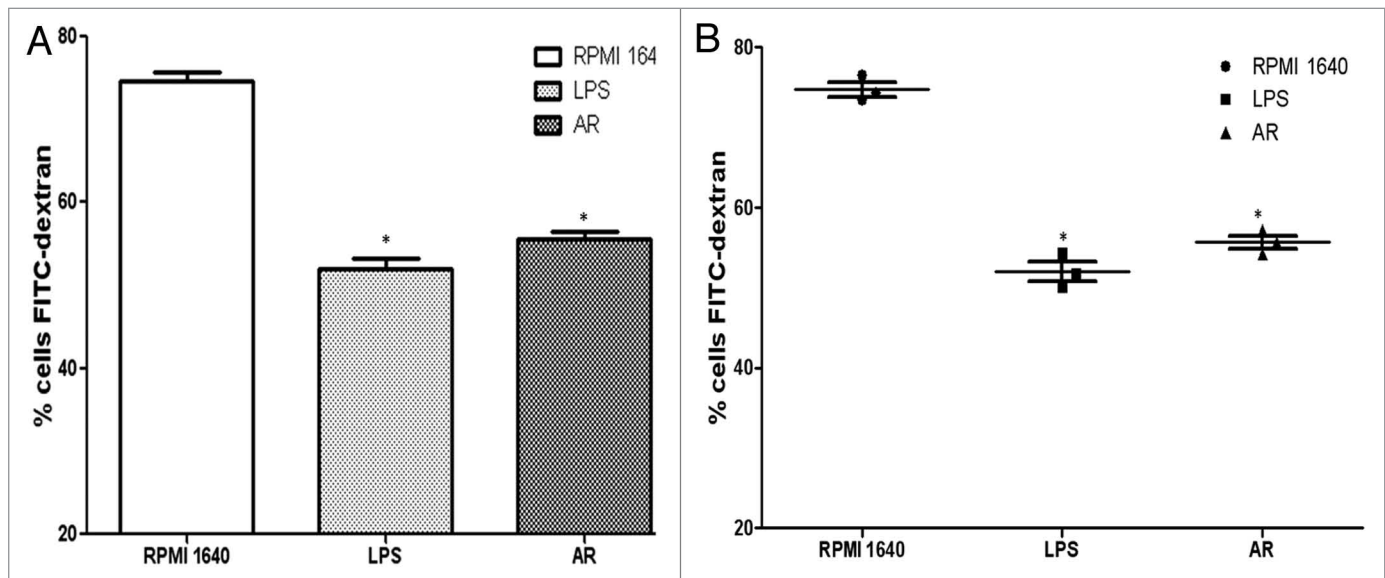 A
80
60
40
20
% cells FITC-dextran
RPMI 164
LPS
AR
*
*
RPMI 1640
LPS
AR
B
80
60
40
20
% cells FITC-dextran
RPMI 1640
LPS
AR
*
*
RPMI 1640
LPS
AR